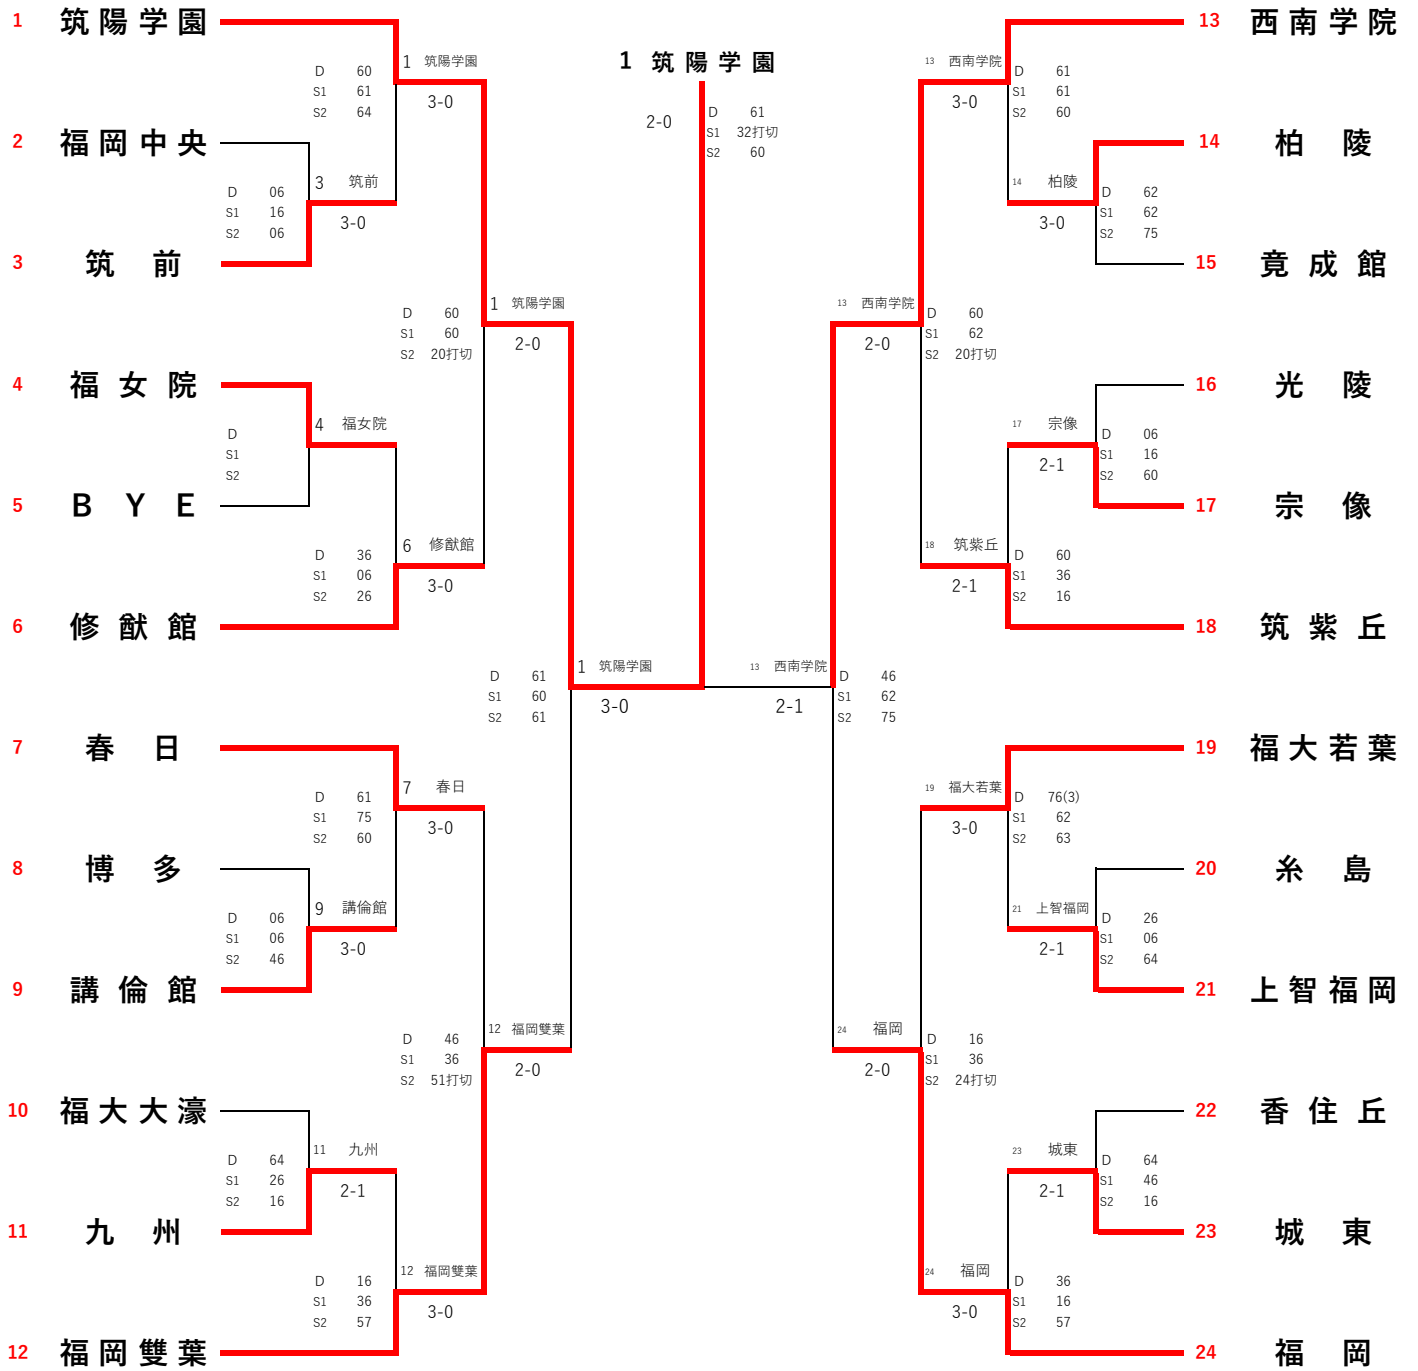 1 筑陽学園
2 福岡中央
3 筑前
4 福女院
5 BYE
6 修猷館
7 春日
8 博多
9 講倫館
10 福大大濠
11 九州
12 福岡雙葉
D 06
S1 16
S2 06
D
S1
S2
D 06
S1 06
S2 46
D 64
S1 26
S2 16
3 筑前
3-0
4 福女院
9 講倫館
3-0
11 九州
2-1
D 60
S1 61
S2 64
D 36
S1 06
S2 26
D 61
S1 75
S2 60
D 16
S1 36
S2 57
1 筑陽学園
3-0
6 修猷館
3-0
7 春日
3-0
12 福岡雙葉
3-0
D 60
S1 60
S2 20打切
D 46
S1 36
S2 51打切
1 筑陽学園
2-0
12 福岡雙葉
2-0
D 61
S1 60
S2 61
1 筑陽学園
3-0
1 筑陽学園
2-0
D 61
S1 32打切
S2 60
13 西南学院
2-1
D 46
S1 62
S2 75
13 西南学院
2-0
24 福岡
2-0
D 60
S1 62
S2 20打切
D 16
S1 36
S2 24打切
13 西南学院
3-0
18 筑紫丘
2-1
19 福大若葉
3-0
24 福岡
3-0
D 61
S1 61
S2 60
D 60
S1 36
S2 16
D 76(3)
S1 62
S2 63
D 36
S1 16
S2 57
14 柏陵
3-0
17 宗像
2-1
21 上智福岡
2-1
23 城東
2-1
D 62
S1 62
S2 75
D 06
S1 16
S2 60
D 26
S1 06
S2 64
D 64
S1 46
S2 16
13 西南学院
14 柏陵
15 竟成館
16 光陵
17 宗像
18 筑紫丘
19 福大若葉
20 糸島
21 上智福岡
22 香住丘
23 城東
24 福岡